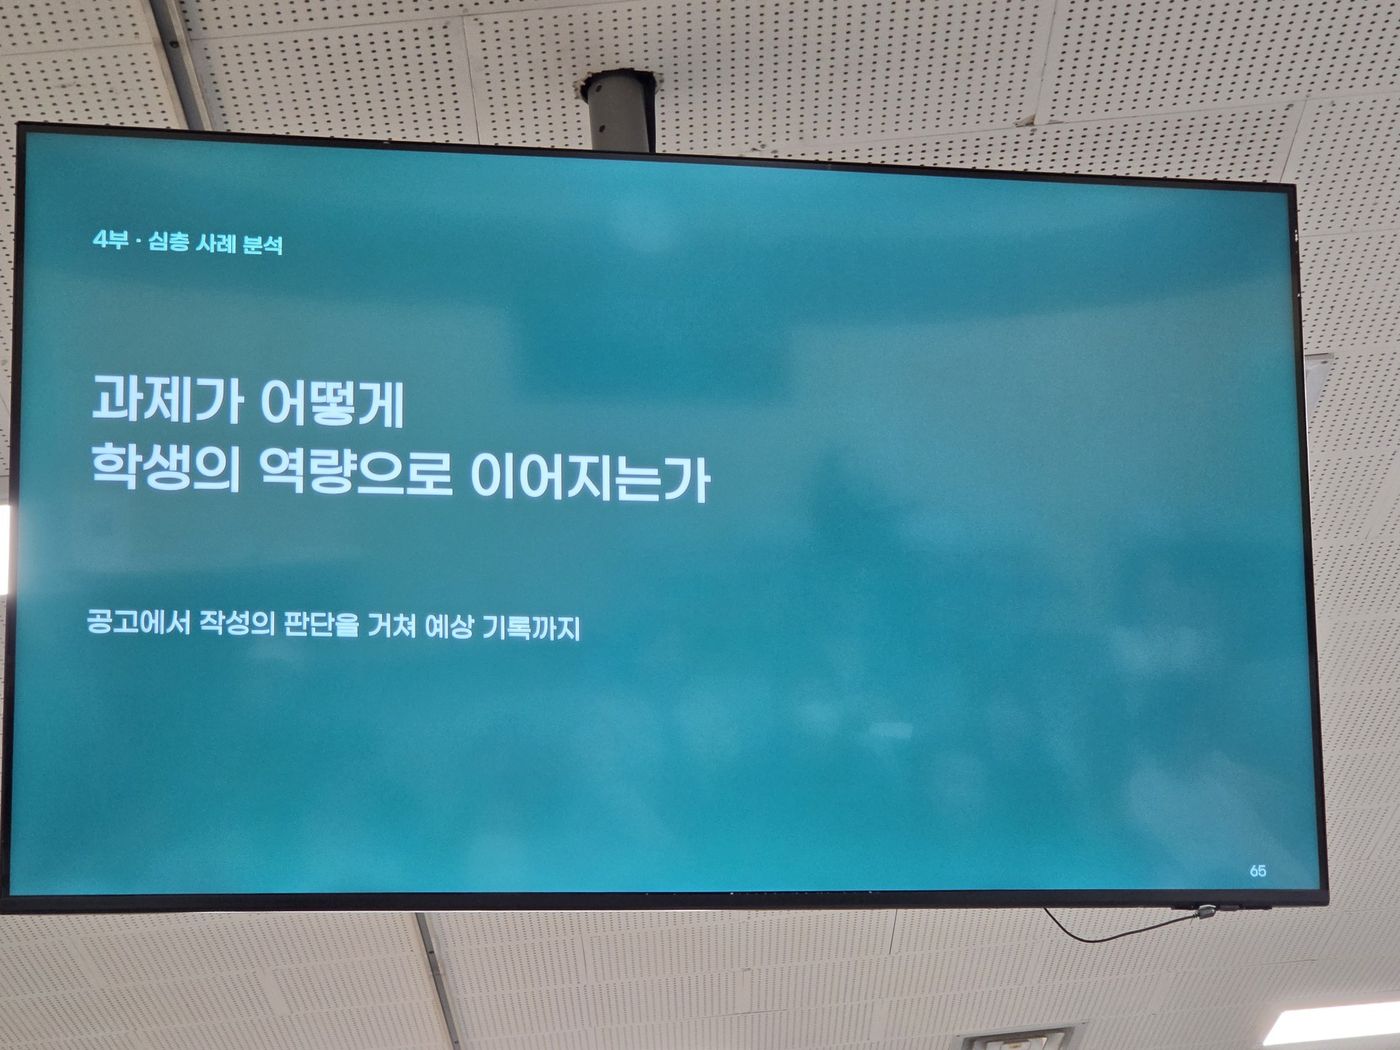 4부 · 심층 사례 분석
과제가 어떻게
학생의 역량으로 이어지는가
공고에서 작성의 판단을 거쳐 예상 기록까지
65